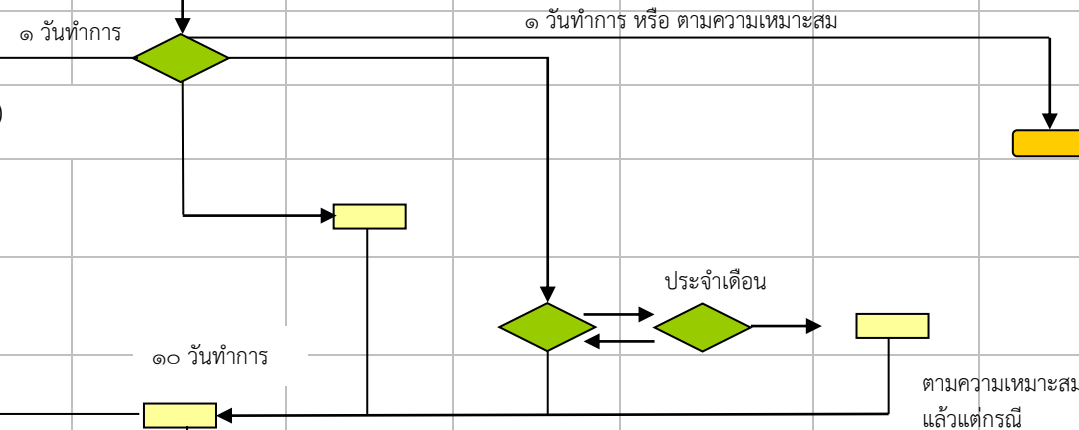 ๑ วันทำการ หรือ ตามความเหมาะสม
๑ วันทำการ
)
ประจำเดือน
๑๐ วันทำการ
ตามความเหมาะสม
แล้วแต่กรณี